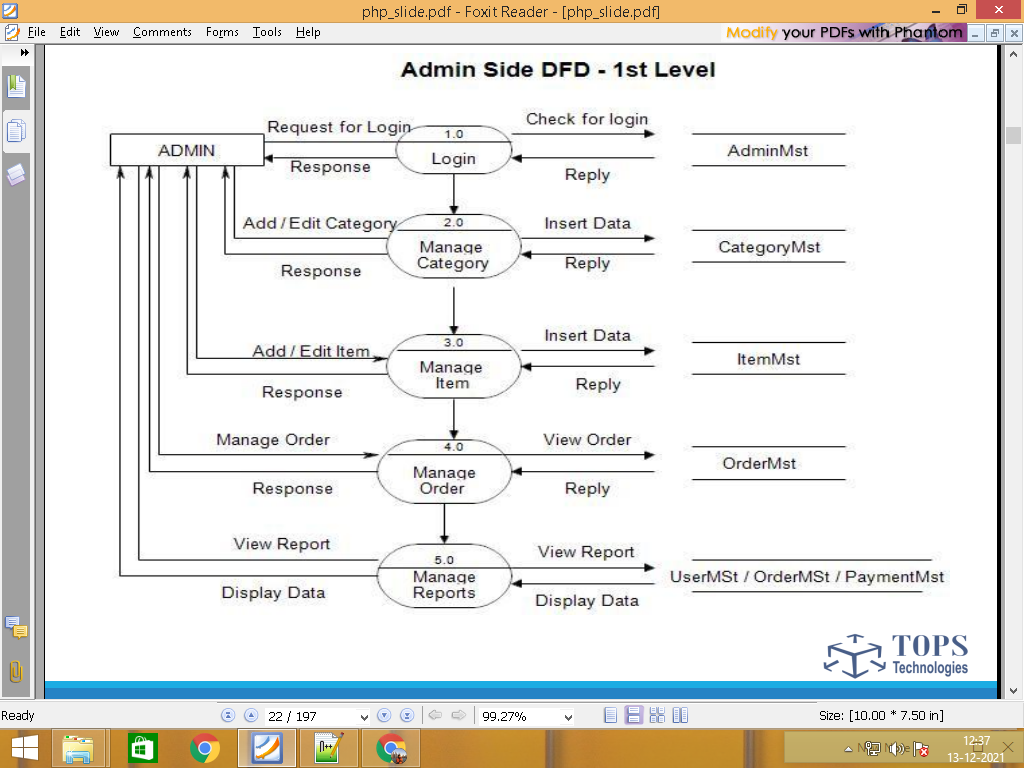 php_slide.pdf - Foxit Reader - [php_slide.pdf]
File Edit View Comments Forms Tools Help
Modify your PDFs with Phantom
Admin Side DFD - 1st Level
Request for Login
1.0
Check for login
ADMIN
Login
AdminMst
Response
Reply
Add / Edit Category
2.0
Insert Data
Manage
Category
CategoryMst
Response
Reply
Add / Edit Item
3.0
Insert Data
Manage
Item
ItemMst
Response
Reply
Manage Order
4.0
View Order
Manage
Order
OrderMst
Response
Reply
View Report
5.0
View Report
Manage
Reports
UserMSt / OrderMSt / PaymentMst
Display Data
Display Data
TOPS
Technologies
Ready
22 / 197
99.27%
Size: [10.00 * 7.50 in]
12:37
13-12-2021